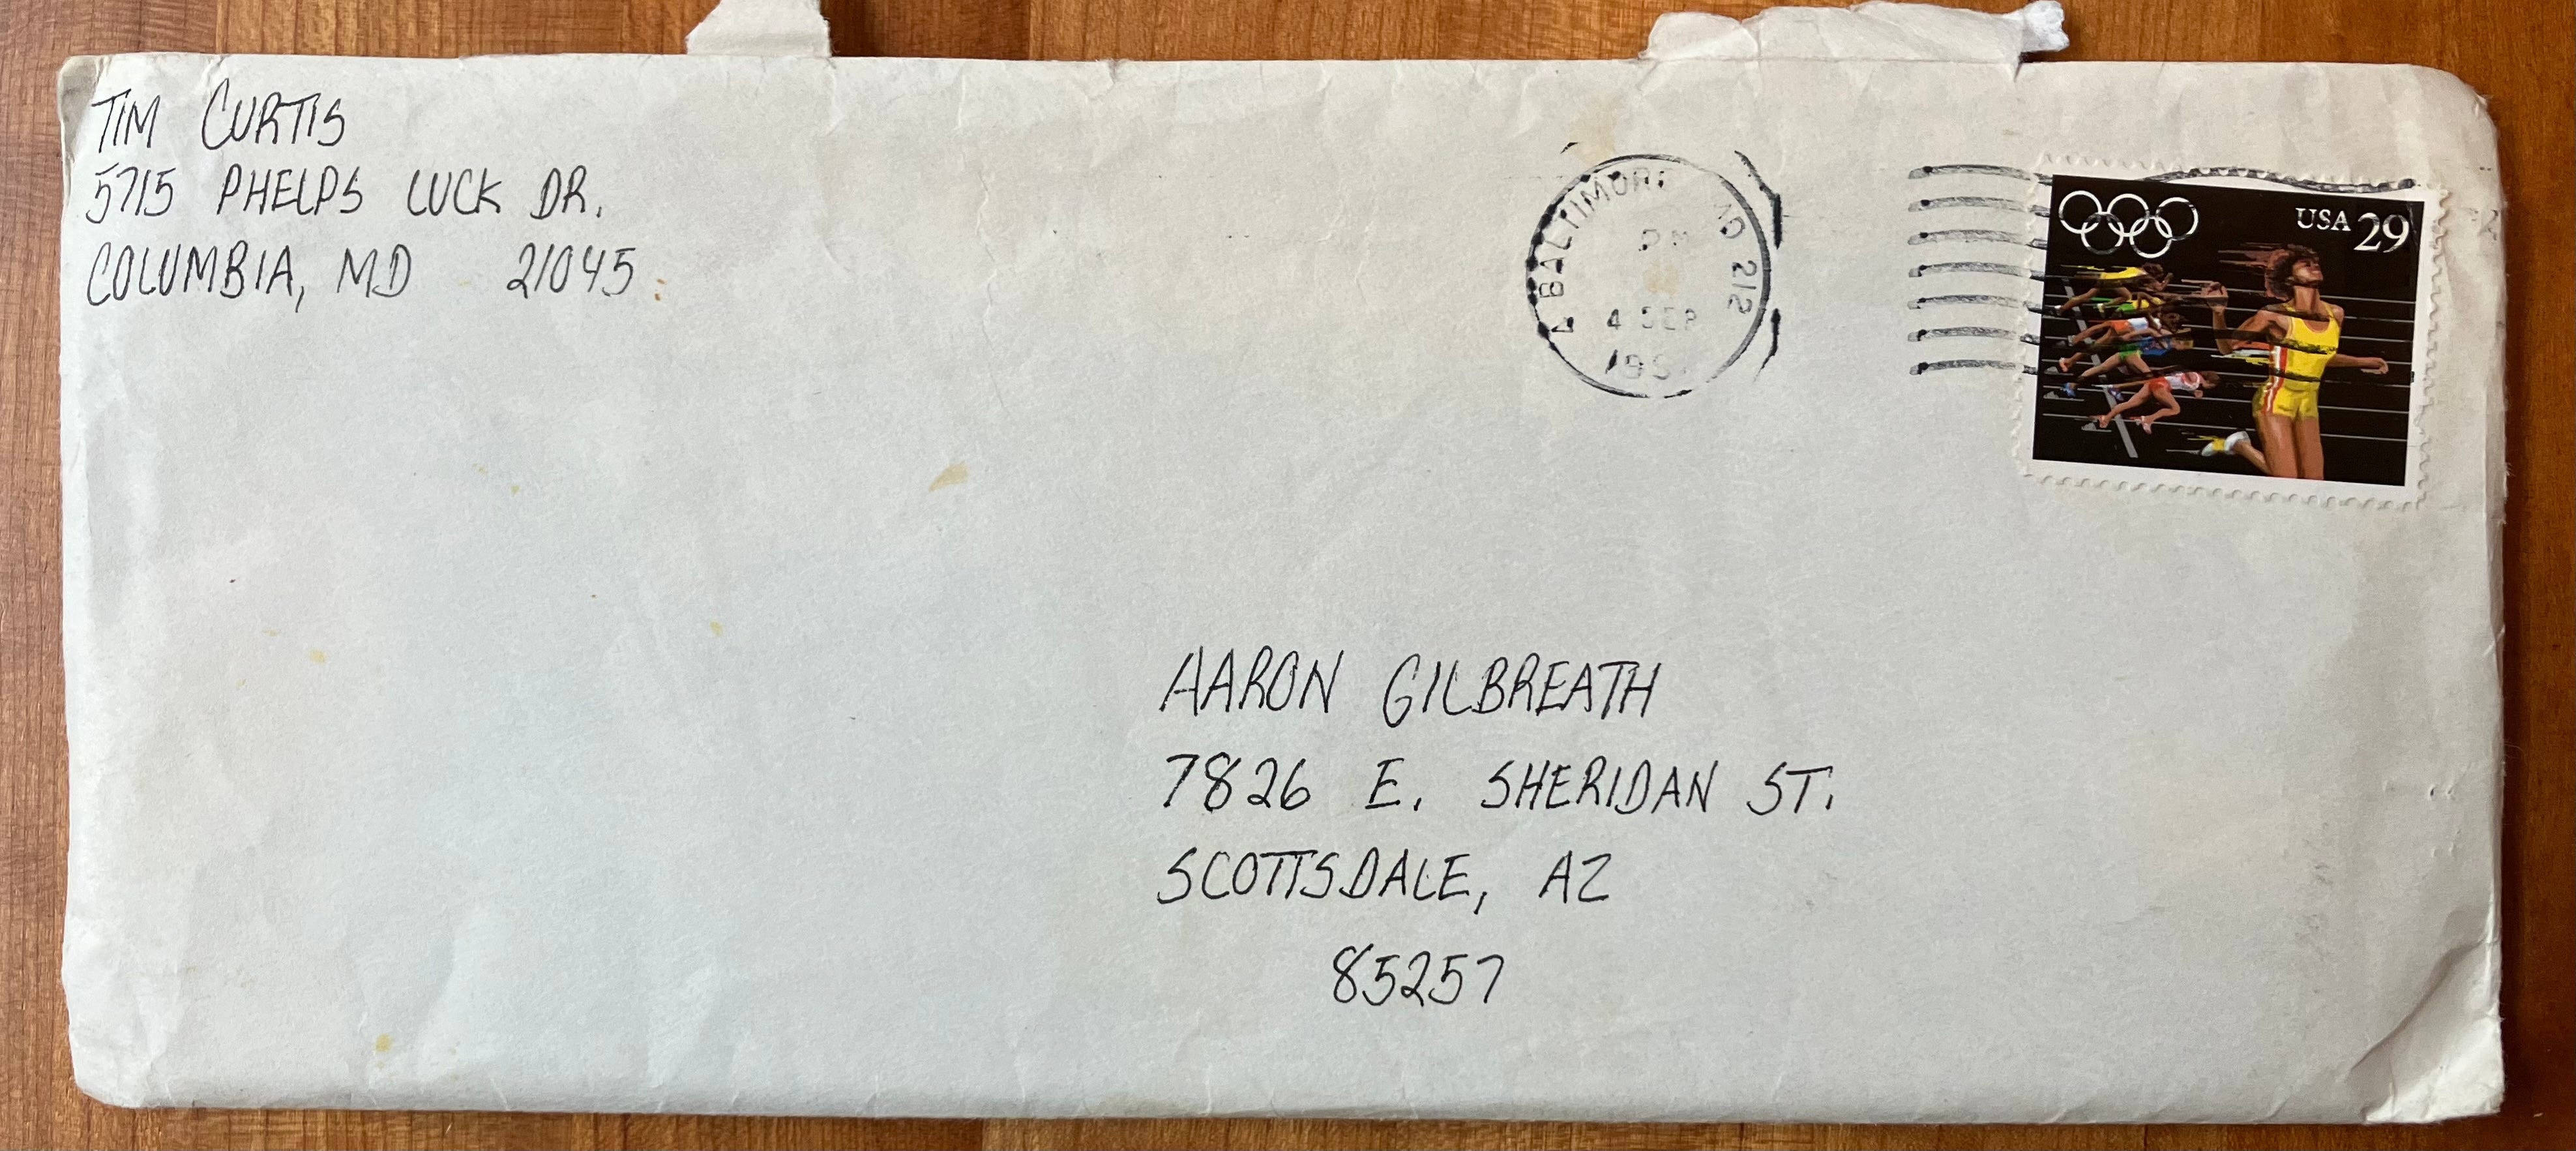 TIM CURTIS
5715 PHELPS LUCK DR.
COLUMBIA, MD 21045
BALTIMORE MD 212
PM
4 SEP
USA 29
AARON GILBREATH
7826 E. SHERIDAN ST.
SCOTTSDALE, AZ
85257